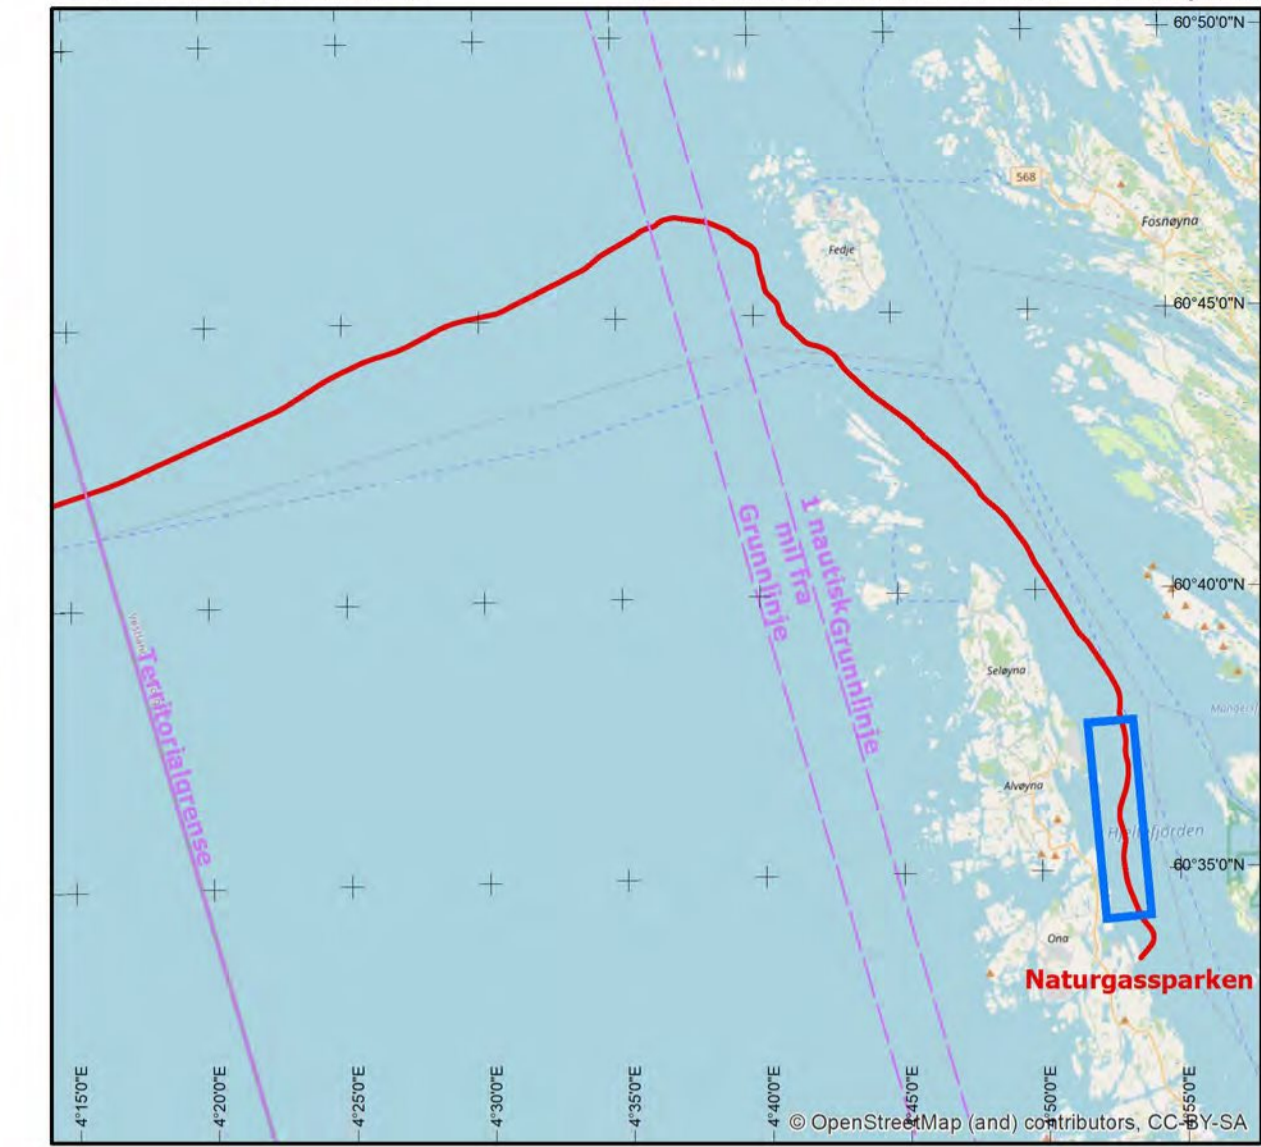 60°50'0"N
568
Fosnøyna
Fedje
60°45'0"N
Grunnlinje
1 nautisk
mil fra
Grunnlinje
60°40'0"N
Seløyna
Territorialgrense
Alvøyna
Hjeltefjorden
60°35'0"N
Ona
Naturgassparken
4°15'0"E
4°20'0"E
4°25'0"E
4°30'0"E
4°35'0"E
4°40'0"E
4°45'0"E
4°50'0"E
4°55'0"E
© OpenStreetMap (and) contributors, CC-BY-SA